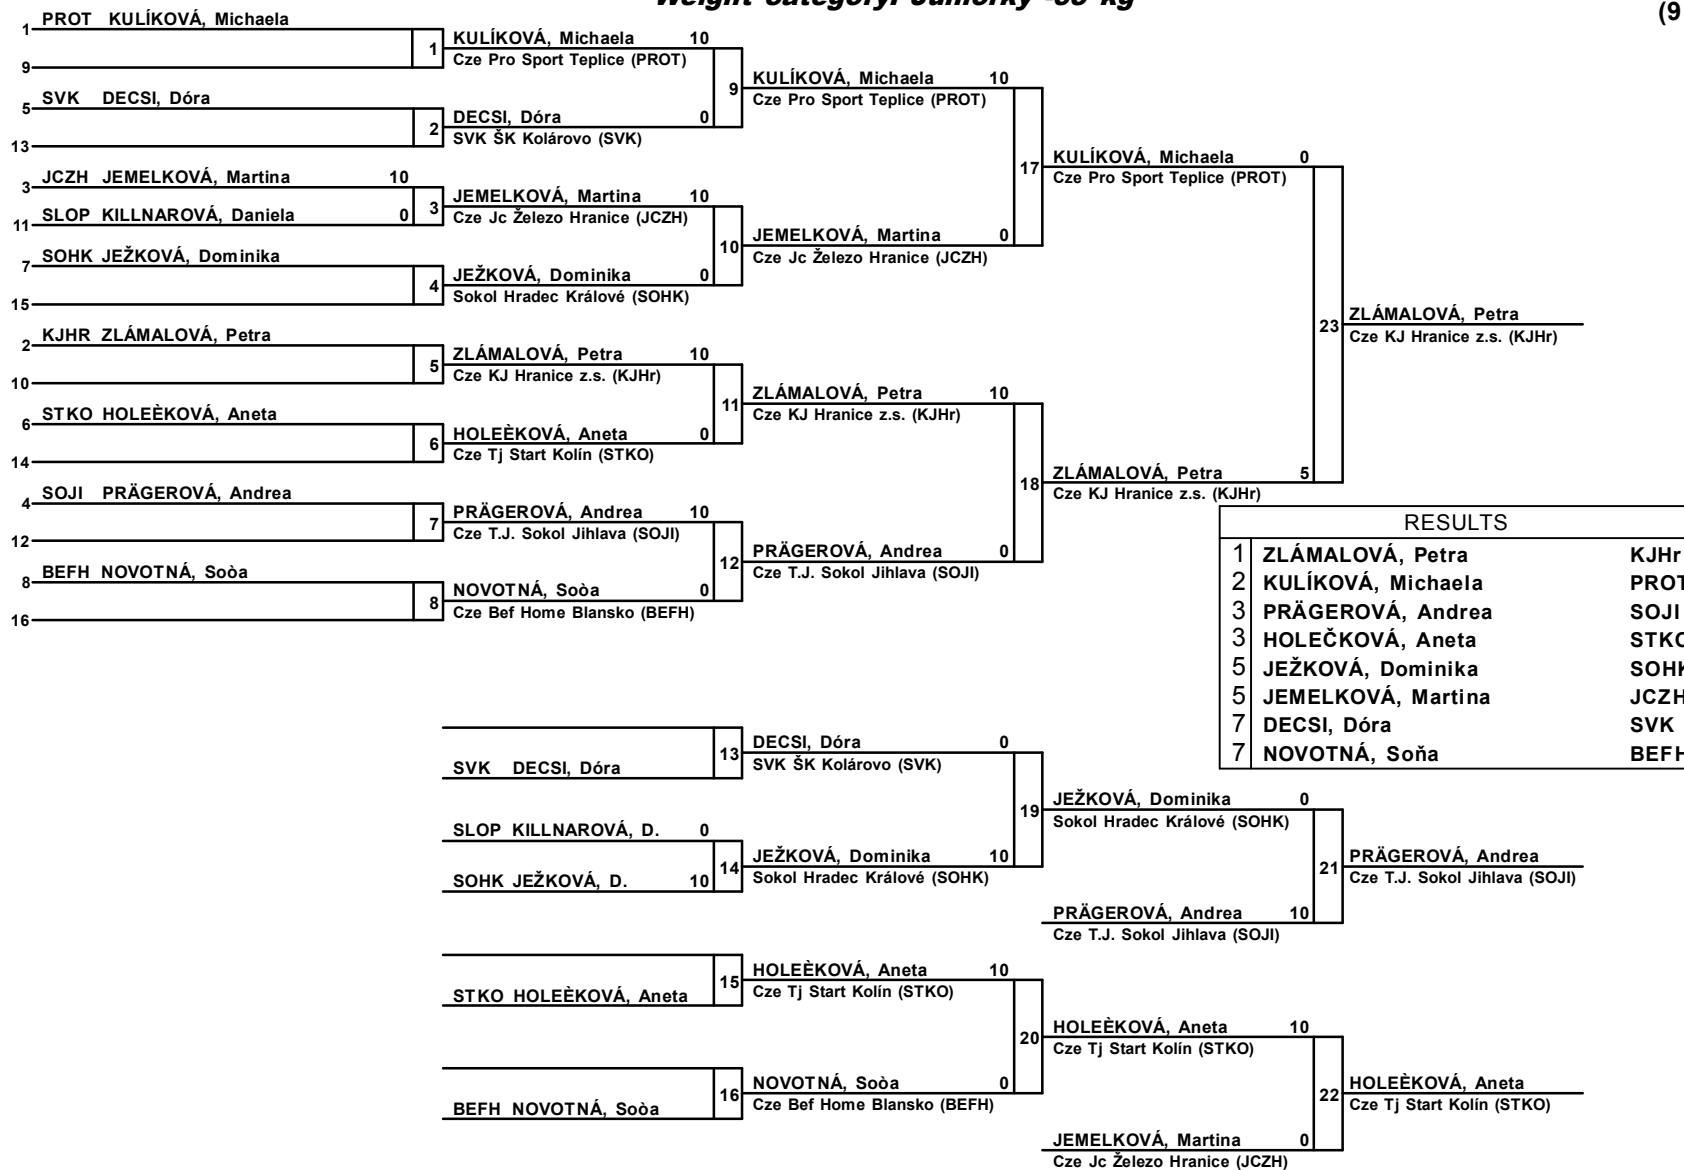 (9
1 PROT KULÍKOVÁ, Michaela
9
1 KULÍKOVÁ, Michaela 10
Cze Pro Sport Teplice (PROT)
5 SVK DECSI, Dóra
13
2 DECSI, Dóra 0
SVK ŠK Kolárovo (SVK)
9 KULÍKOVÁ, Michaela 10
Cze Pro Sport Teplice (PROT)
3 JCZH JEMELKOVÁ, Martina 10
11 SLOP KILLNAROVÁ, Daniela 0
3 JEMELKOVÁ, Martina 10
Cze Jc Železo Hranice (JCZH)
7 SOHK JEŽKOVÁ, Dominika
15
4 JEŽKOVÁ, Dominika 0
Sokol Hradec Králové (SOHK)
10 JEMELKOVÁ, Martina 0
Cze Jc Železo Hranice (JCZH)
17 KULÍKOVÁ, Michaela 0
Cze Pro Sport Teplice (PROT)
2 KJHR ZLÁMALOVÁ, Petra
10
5 ZLÁMALOVÁ, Petra 10
Cze KJ Hranice z.s. (KJHr)
6 STKO HOLEÈKOVÁ, Aneta
14
6 HOLEÈKOVÁ, Aneta 0
Cze Tj Start Kolín (STKO)
11 ZLÁMALOVÁ, Petra 10
Cze KJ Hranice z.s. (KJHr)
4 SOJI PRÄGEROVÁ, Andrea
12
7 PRÄGEROVÁ, Andrea 10
Cze T.J. Sokol Jihlava (SOJI)
8 BEFH NOVOTNÁ, Soòa
16
8 NOVOTNÁ, Soòa 0
Cze Bef Home Blansko (BEFH)
12 PRÄGEROVÁ, Andrea 0
Cze T.J. Sokol Jihlava (SOJI)
18 ZLÁMALOVÁ, Petra 5
Cze KJ Hranice z.s. (KJHr)
23 ZLÁMALOVÁ, Petra
Cze KJ Hranice z.s. (KJHr)
RESULTS
1 ZLÁMALOVÁ, Petra KJHr
2 KULÍKOVÁ, Michaela PROT
3 PRÄGEROVÁ, Andrea SOJI
3 HOLEČKOVÁ, Aneta STKO
5 JEŽKOVÁ, Dominika SOHK
5 JEMELKOVÁ, Martina JCZH
7 DECSI, Dóra SVK
7 NOVOTNÁ, Soňa BEFH
SVK DECSI, Dóra
13 DECSI, Dóra 0
SVK ŠK Kolárovo (SVK)
SLOP KILLNAROVÁ, D. 0
SOHK JEŽKOVÁ, D. 10
14 JEŽKOVÁ, Dominika 10
Sokol Hradec Králové (SOHK)
19 JEŽKOVÁ, Dominika 0
Sokol Hradec Králové (SOHK)
PRÄGEROVÁ, Andrea 10
Cze T.J. Sokol Jihlava (SOJI)
21 PRÄGEROVÁ, Andrea
Cze T.J. Sokol Jihlava (SOJI)
STKO HOLEÈKOVÁ, Aneta
15 HOLEÈKOVÁ, Aneta 10
Cze Tj Start Kolín (STKO)
BEFH NOVOTNÁ, Soòa
16 NOVOTNÁ, Soòa 0
Cze Bef Home Blansko (BEFH)
20 HOLEÈKOVÁ, Aneta 10
Cze Tj Start Kolín (STKO)
JEMELKOVÁ, Martina 0
Cze Jc Železo Hranice (JCZH)
22 HOLEÈKOVÁ, Aneta
Cze Tj Start Kolín (STKO)